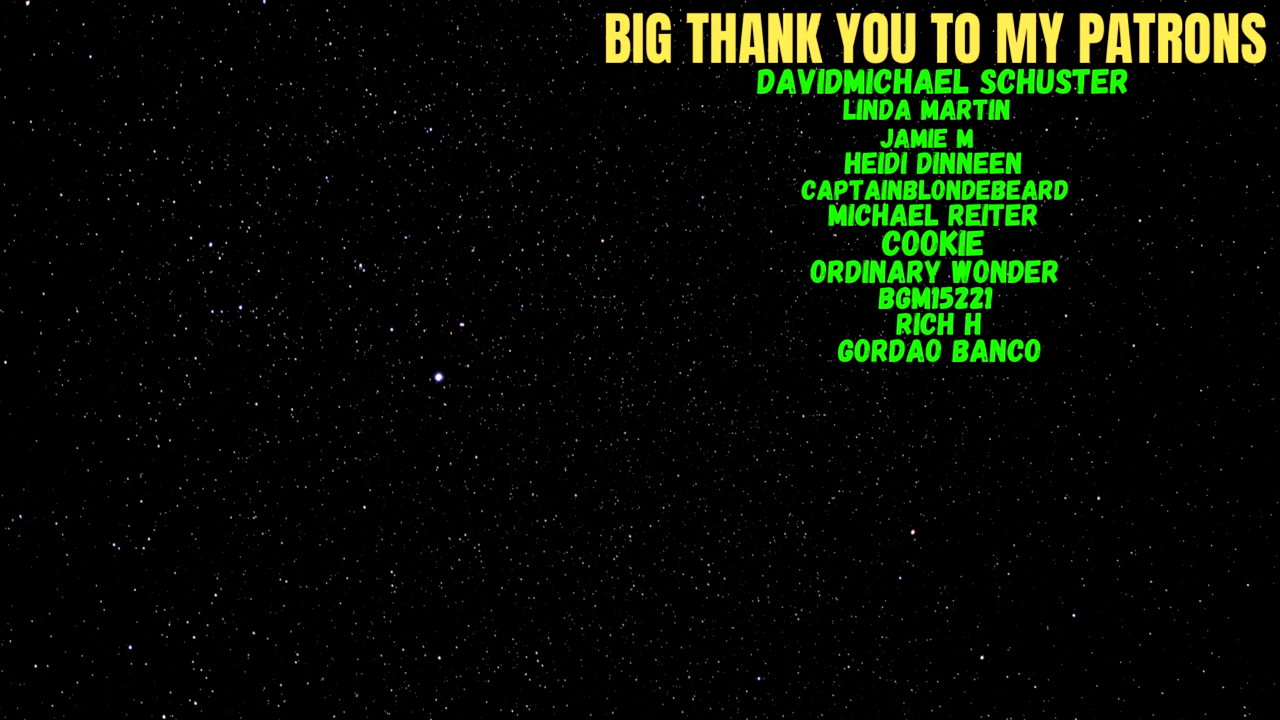 BIG THANK YOU TO MY PATRONS
DAVIDMICHAEL SCHUSTER
LINDA MARTIN
JAMIE M
HEIDI DINNEEN
CAPTAINBLONDEBEARD
MICHAEL REITER
COOKIE
ORDINARY WONDER
BGM15221
RICH H
GORDAO BANCO